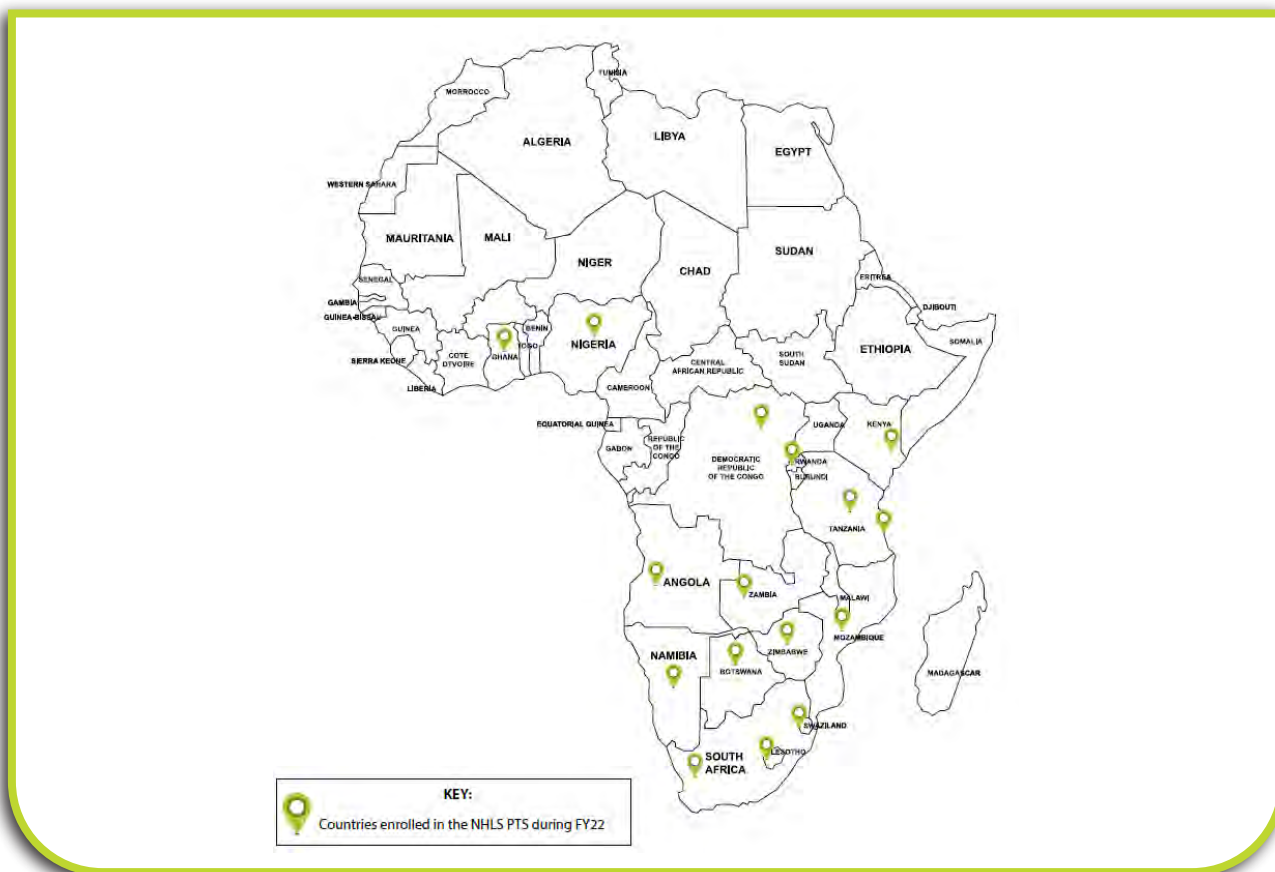 TUNISIA
MORROCCO
ALGERIA
LIBYA
EGYPT
WESTERN SAHARA
MAURITANIA
MALI
NIGER
CHAD
SUDAN
SENEGAL
ERITREA
GAMBIA
DJIBOUTI
GUINEA-BISSAU
GUINEA
BENIN
NIGERIA
SOMALIA
SIERRA KEONE
COTE
D'IVOIRE
GHANA
TOGO
ETHIOPIA
LIBERIA
CENTRAL
AFRICAN REPUBLIC
SOUTH
SUDAN
CAMEROON
EQUATORIAL GUINEA
UGANDA
KENYA
GABON
REPUBLIC
OF THE
CONGO
DEMOCRATIC
REPUBLIC
OF THE CONGO
RWANDA
BURUNDI
TANZANIA
ANGOLA
ZAMBIA
MALAWI
MOZAMBIQUE
NAMIBIA
BOTSWANA
ZIMBABWE
MADAGASCAR
SWAZILAND
LESOTHO
SOUTH
AFRICA
KEY:
Countries enrolled in the NHLS PTS during FY22